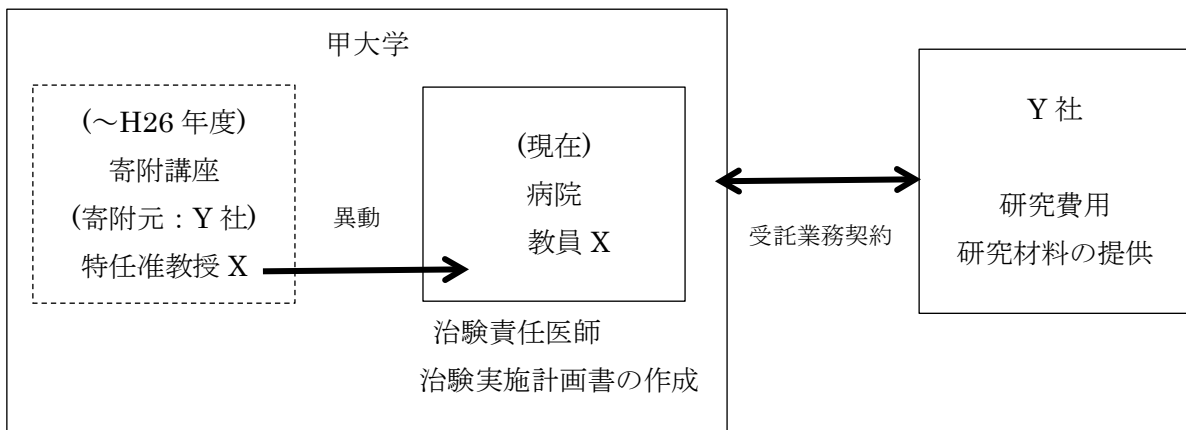 甲大学
(～H26 年度)
寄附講座
(寄附元：Y 社)
特任准教授 X
異動
(現在)
病院
教員 X
治験責任医師
治験実施計画書の作成
受託業務契約
Y 社
研究費用
研究材料の提供